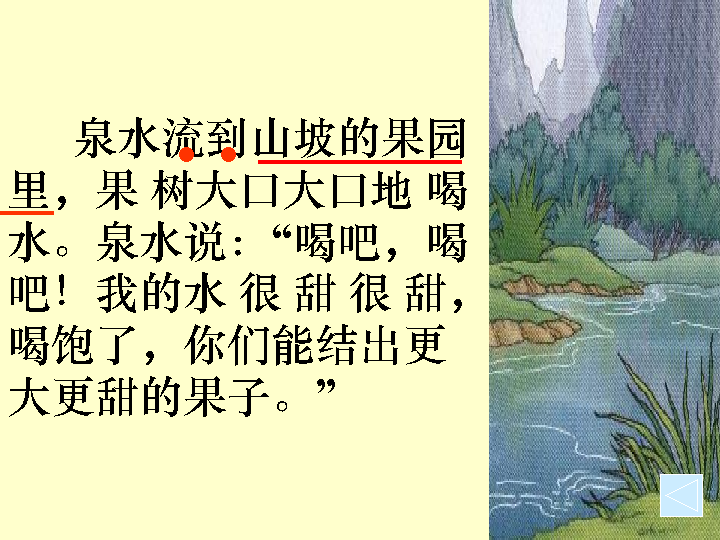 泉水流到山坡的果园
里，果 树大口大口地 喝
水。泉水说：“喝吧，喝
吧！我的水 很 甜 很 甜，
喝饱了，你们能结出更
大更甜的果子。”